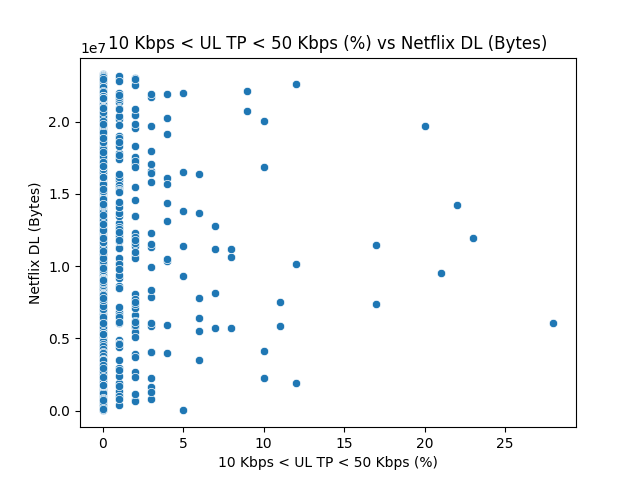 10 Kbps < UL TP < 50 Kbps (%) vs Netflix DL (Bytes)
1e7
2.0
1.5
1.0
0.5
0.0
Netflix DL (Bytes)
0 5 10 15 20 25
10 Kbps < UL TP < 50 Kbps (%)